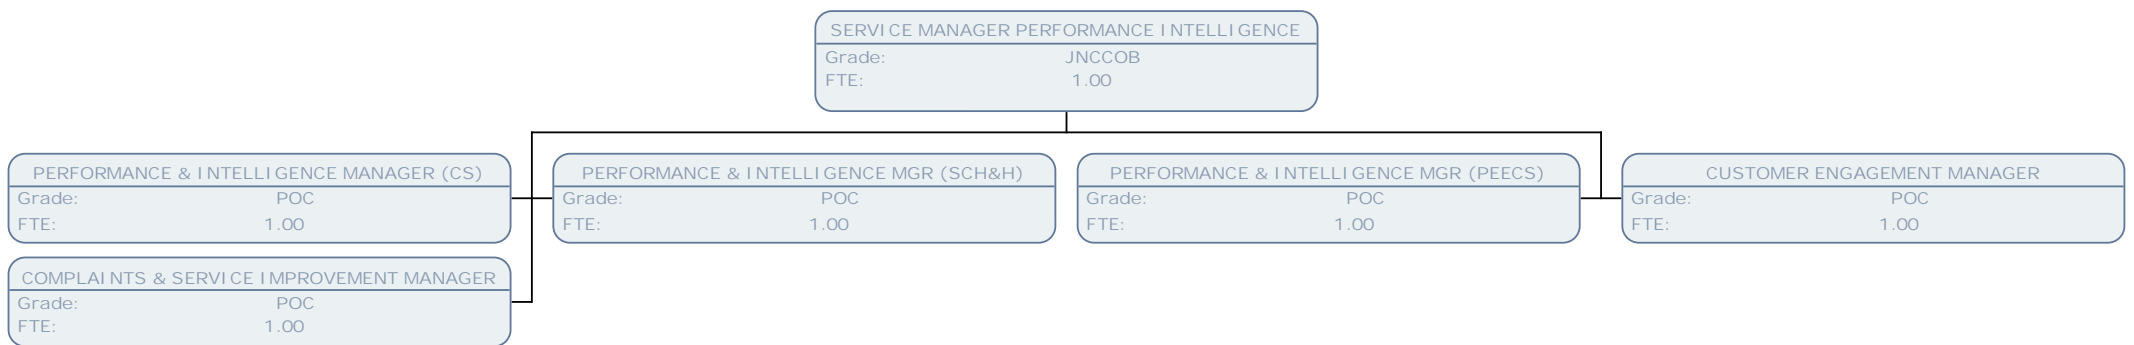 SERVICE MANAGER PERFORMANCE INTELLIGENCE
Grade: JNCCOB
FTE: 1.00
PERFORMANCE & INTELLIGENCE MANAGER (CS)
Grade: POC
FTE: 1.00
PERFORMANCE & INTELLIGENCE MGR (SCH&H)
Grade: POC
FTE: 1.00
PERFORMANCE & INTELLIGENCE MGR (PEECS)
Grade: POC
FTE: 1.00
CUSTOMER ENGAGEMENT MANAGER
Grade: POC
FTE: 1.00
COMPLAINTS & SERVICE IMPROVEMENT MANAGER
Grade: POC
FTE: 1.00